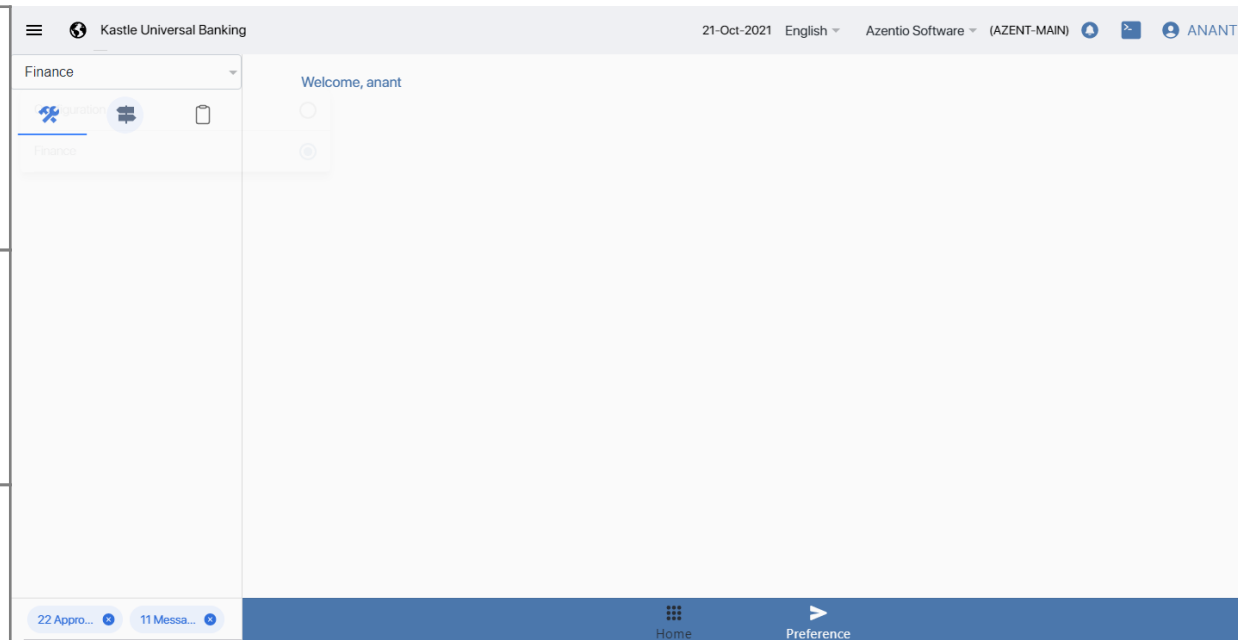 Kastle Universal Banking 21-Oct-2021 English Azentio Software (AZENT-MAIN) ANANT
Finance
Welcome, anant
Finance
22 Appro... 11 Messa...
Home Preference